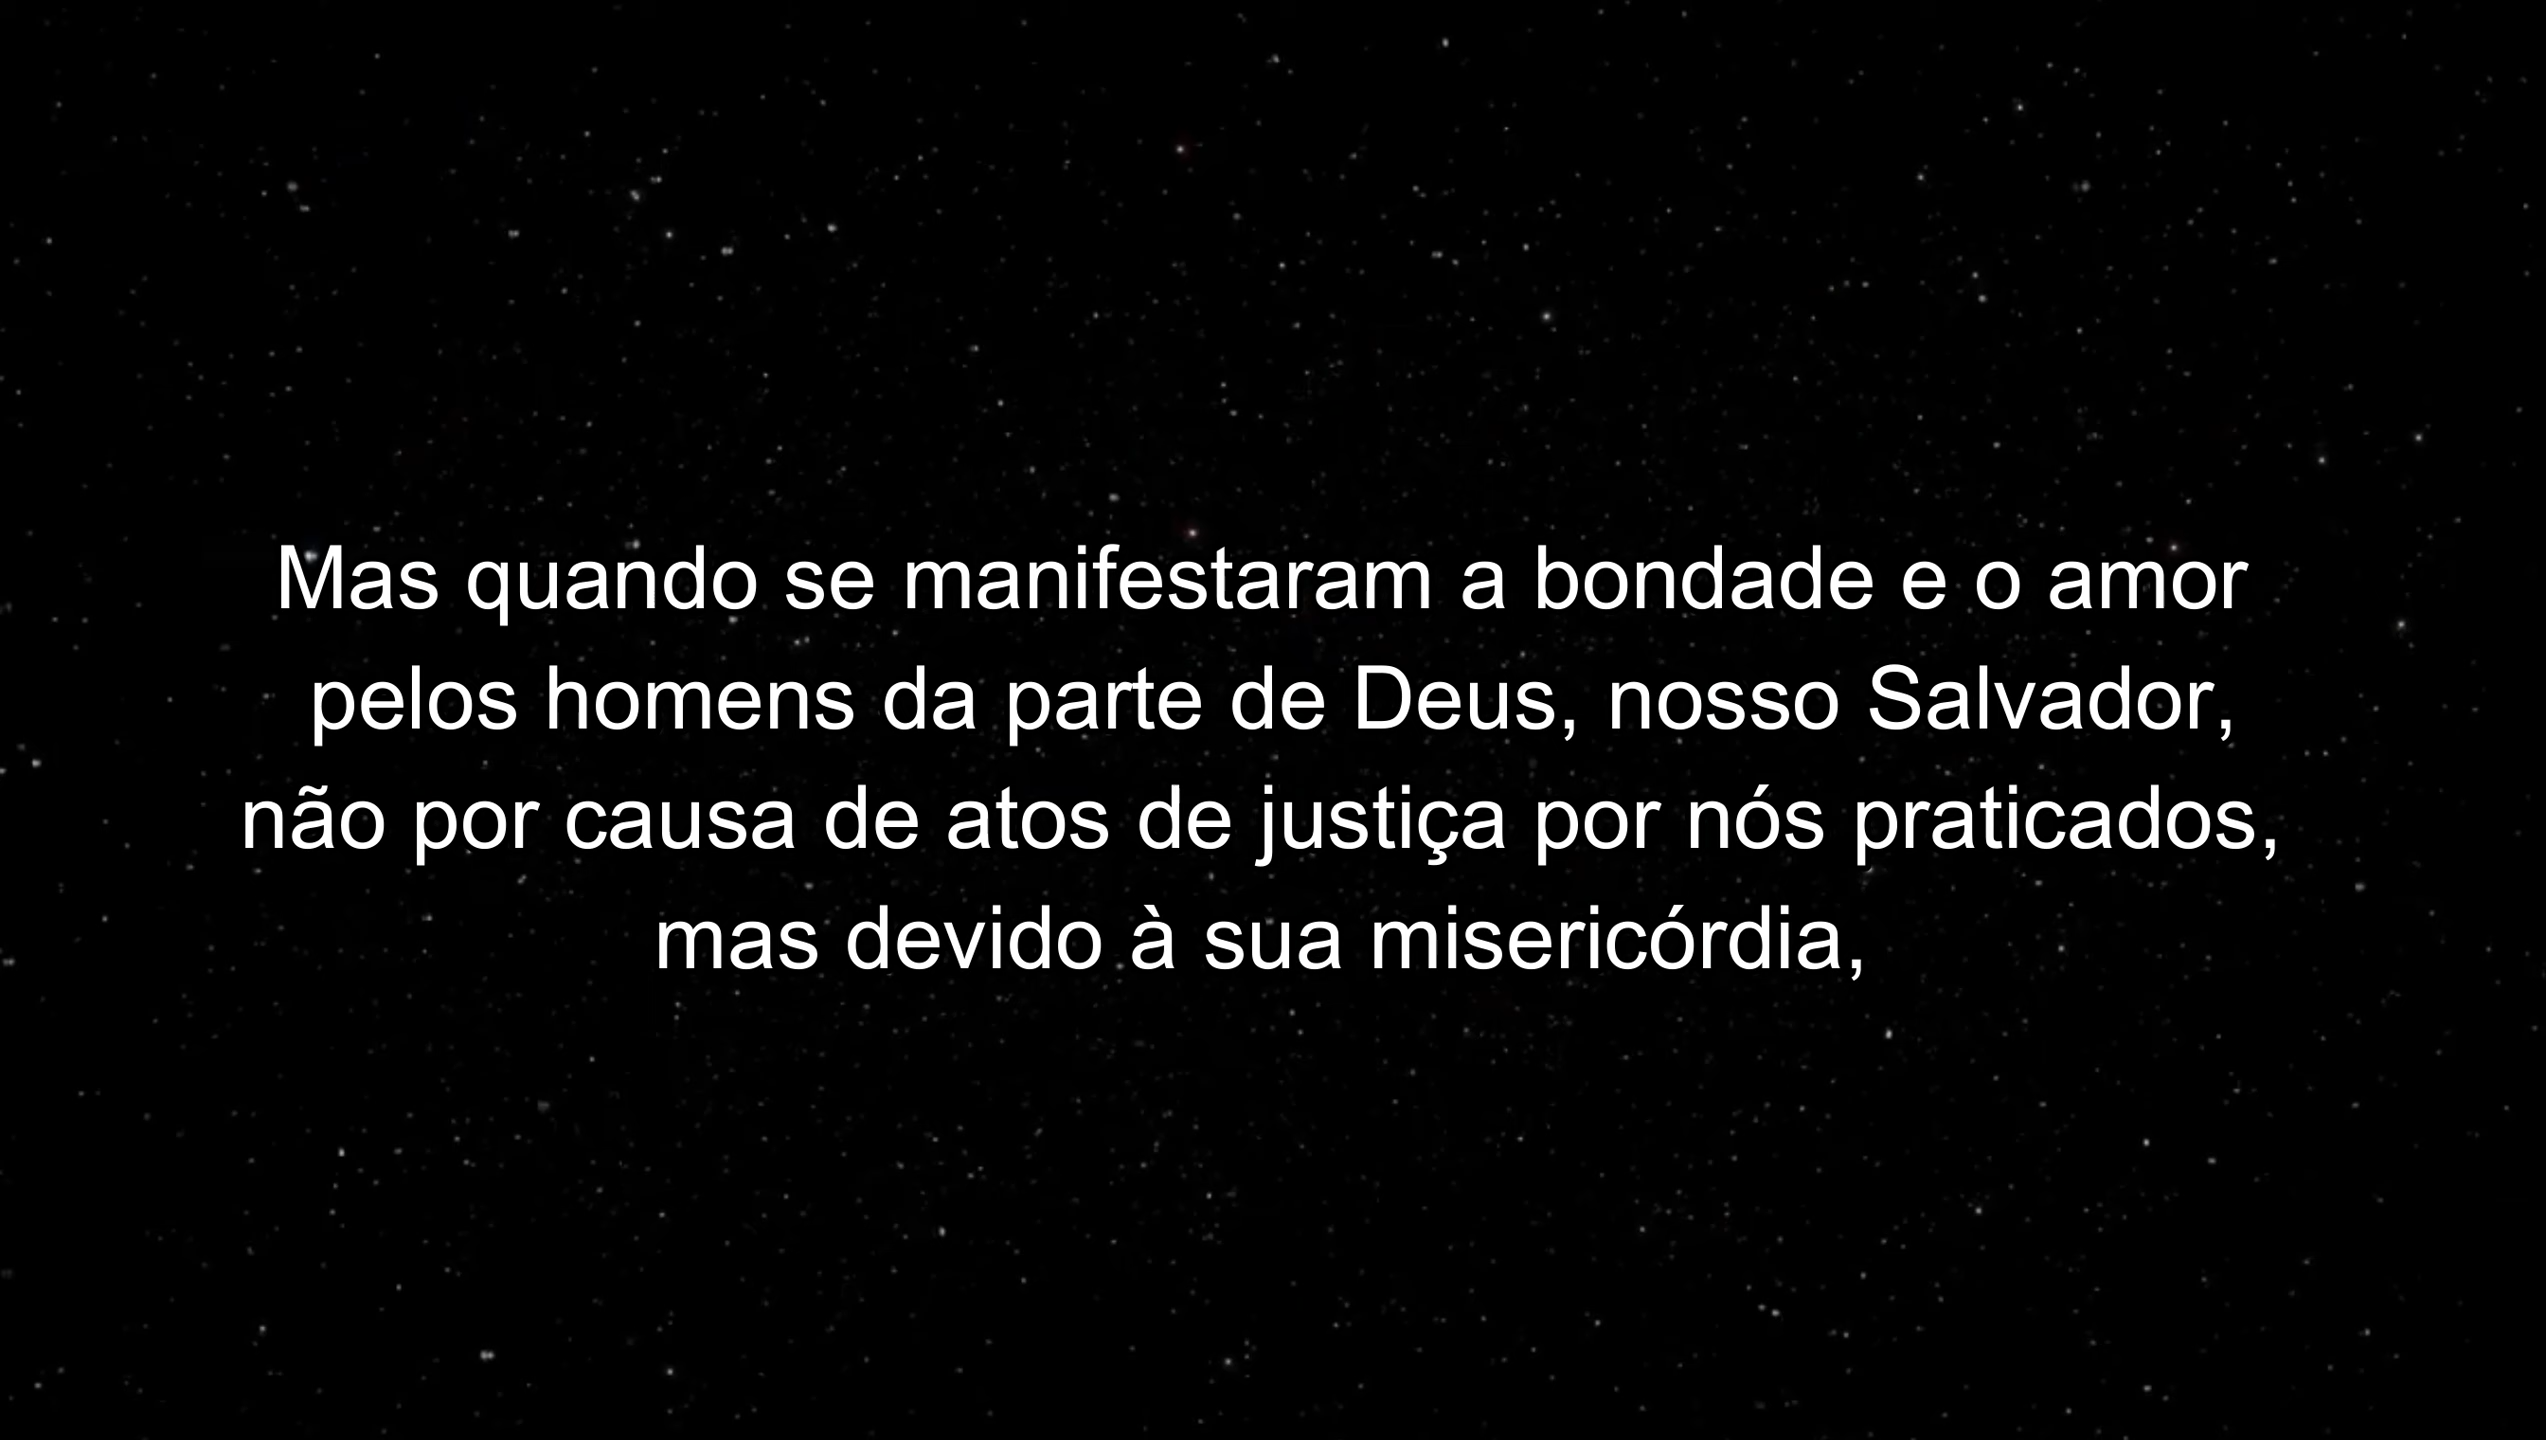 Mas quando se manifestaram a bondade e o amor
pelos homens da parte de Deus, nosso Salvador,
não por causa de atos de justiça por nós praticados,
mas devido à sua misericórdia,